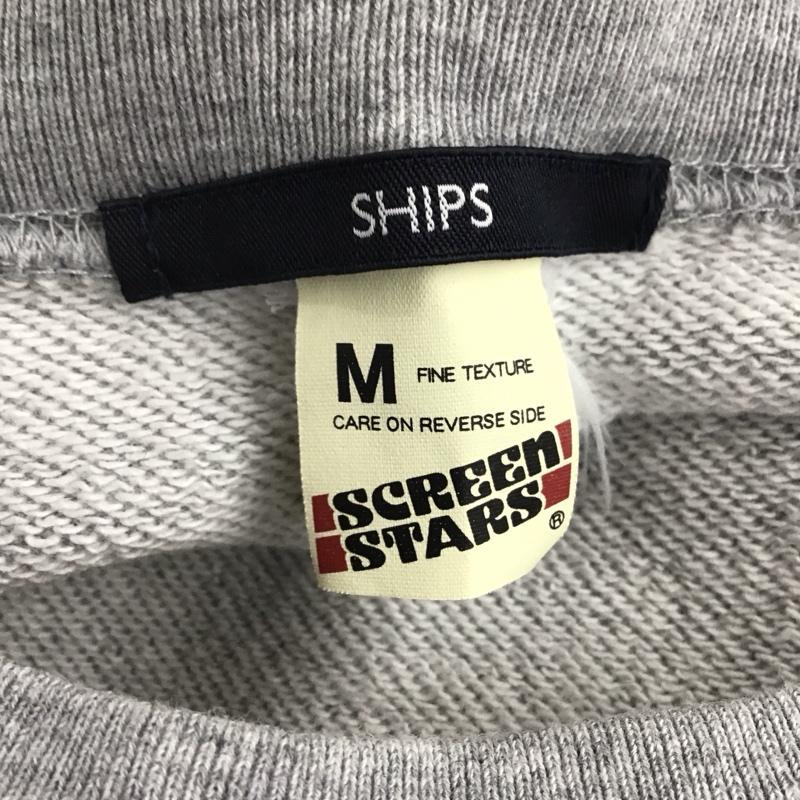 SHIPS
M FINE TEXTURE
CARE ON REVERSE SIDE
SCREEN
STARS ®